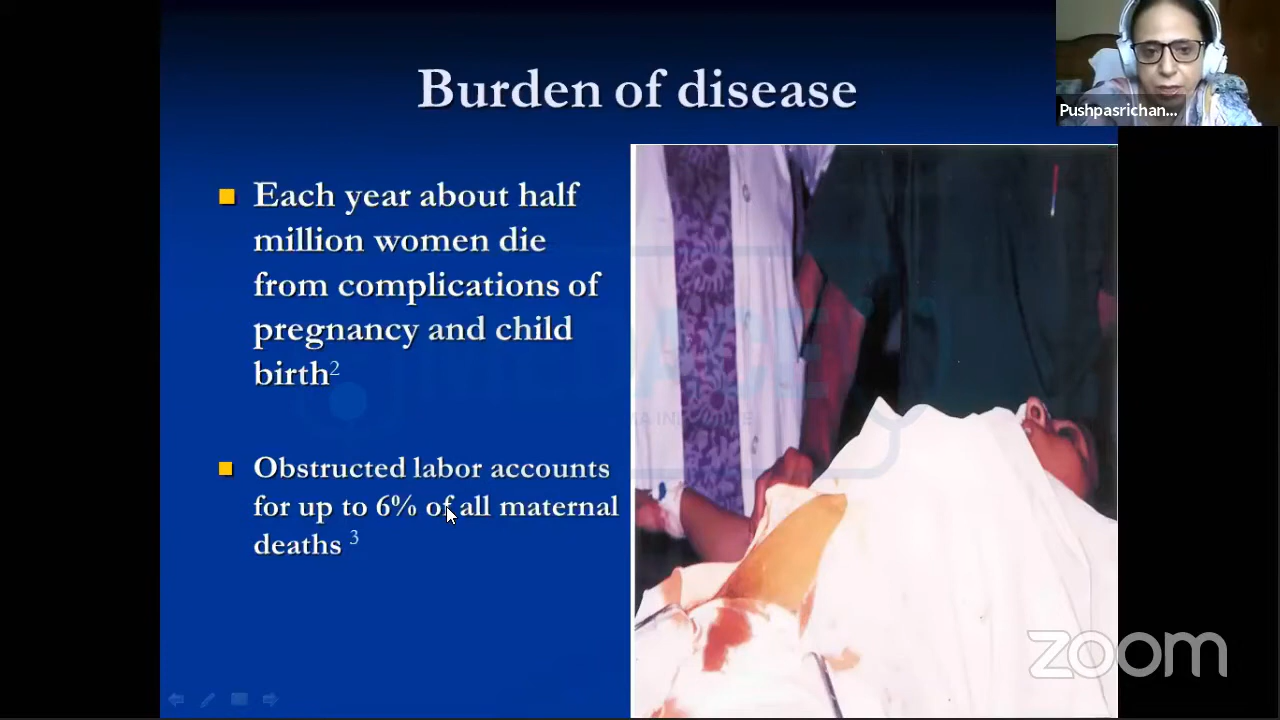 Burden of disease
Pushpasrichan...
Each year about half
million women die
from complications of
pregnancy and child
birth2
Obstructed labor accounts
for up to 6% of all maternal
deaths 3
zoom